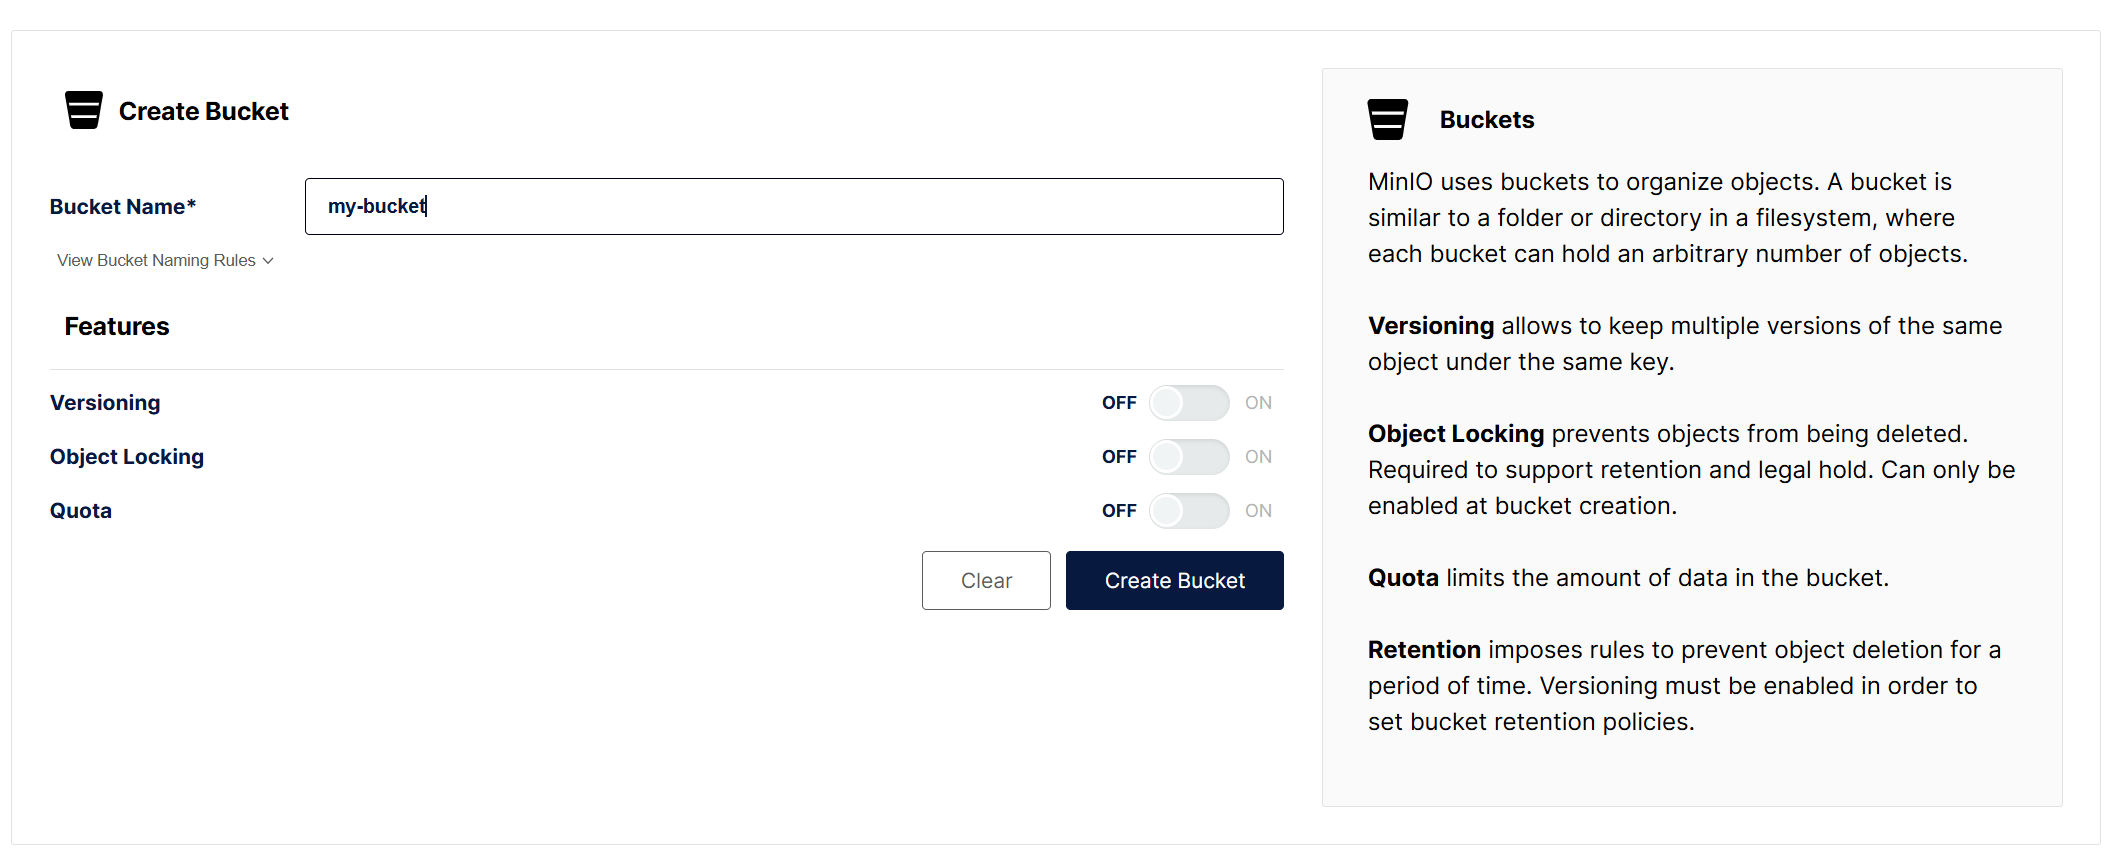 Create Bucket
Bucket Name*
my-bucket
View Bucket Naming Rules
Features
Versioning
OFF ON
Object Locking
OFF ON
Quota
OFF ON
Clear
Create Bucket
Buckets
MinIO uses buckets to organize objects. A bucket is
similar to a folder or directory in a filesystem, where
each bucket can hold an arbitrary number of objects.
Versioning allows to keep multiple versions of the same
object under the same key.
Object Locking prevents objects from being deleted.
Required to support retention and legal hold. Can only be
enabled at bucket creation.
Quota limits the amount of data in the bucket.
Retention imposes rules to prevent object deletion for a
period of time. Versioning must be enabled in order to
set bucket retention policies.